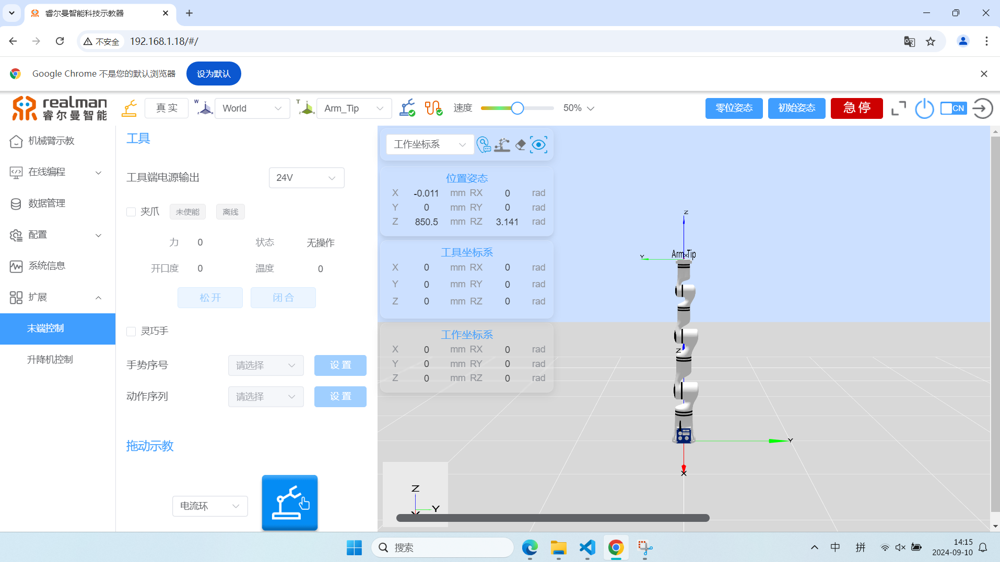 睿尔曼智能科技示教器
不安全
192.168.1.18/#/
Google Chrome 不是您的默认浏览器
设为默认
realman
睿尔曼智能
真 实
W
Y
X
Z
World
T
Y
X
Z
Arm_Tip
速度
50%
零位姿态
初始姿态
急 停
CN
机械臂示教
在线编程
数据管理
配置
系统信息
扩展
末端控制
升降机控制
工具
工具端电源输出
24V
夹爪
未使能
离线
力 0 状态 无操作
开口度 0 温度 0
松 开
闭 合
灵巧手
手势序号
请选择
设 置
动作序列
请选择
设 置
拖动示教
电流环
工作坐标系
位置姿态
X -0.011 mm RX 0 rad
Y 0 mm RY 0 rad
Z 850.5 mm RZ 3.141 rad
工具坐标系
X 0 mm RX 0 rad
Y 0 mm RY 0 rad
Z 0 mm RZ 0 rad
工作坐标系
X 0 mm RX 0 rad
Y 0 mm RY 0 rad
Z 0 mm RZ 0 rad
Z
Y
Arm_Tip
Z
Y
X
Z
Y
搜索
中
拼
14:15
2024-09-10